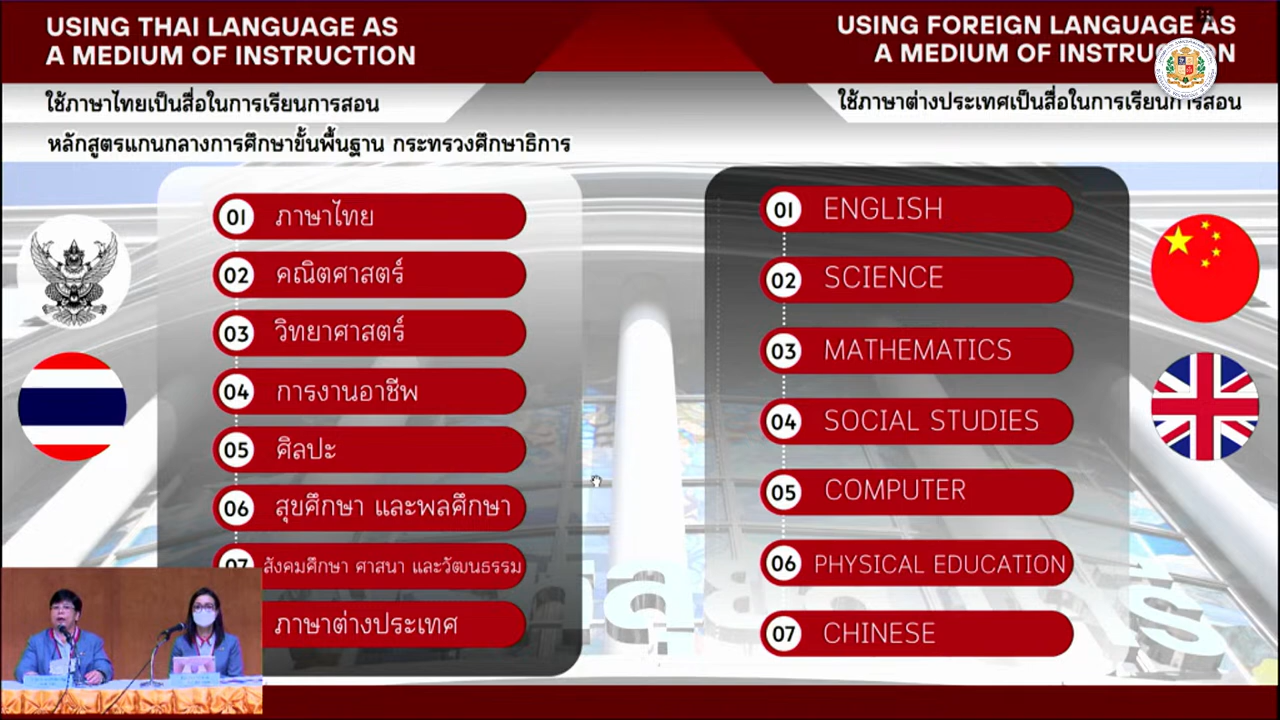 USING THAI LANGUAGE AS
A MEDIUM OF INSTRUCTION
ใช้ภาษาไทยเป็นสื่อในการเรียนการสอน
หลักสูตรแกนกลางการศึกษาขั้นพื้นฐาน กระทรวงศึกษาธิการ
01 ภาษาไทย
02 คณิตศาสตร์
03 วิทยาศาสตร์
04 การงานอาชีพ
05 ศิลปะ
06 สุขศึกษา และพลศึกษา
07 สังคมศึกษา ศาสนา และวัฒนธรรม
ภาษาต่างประเทศ
USING FOREIGN LANGUAGE AS
A MEDIUM OF INSTRUCTION
ใช้ภาษาต่างประเทศเป็นสื่อในการเรียนการสอน
01 ENGLISH
02 SCIENCE
03 MATHEMATICS
04 SOCIAL STUDIES
05 COMPUTER
06 PHYSICAL EDUCATION
07 CHINESE